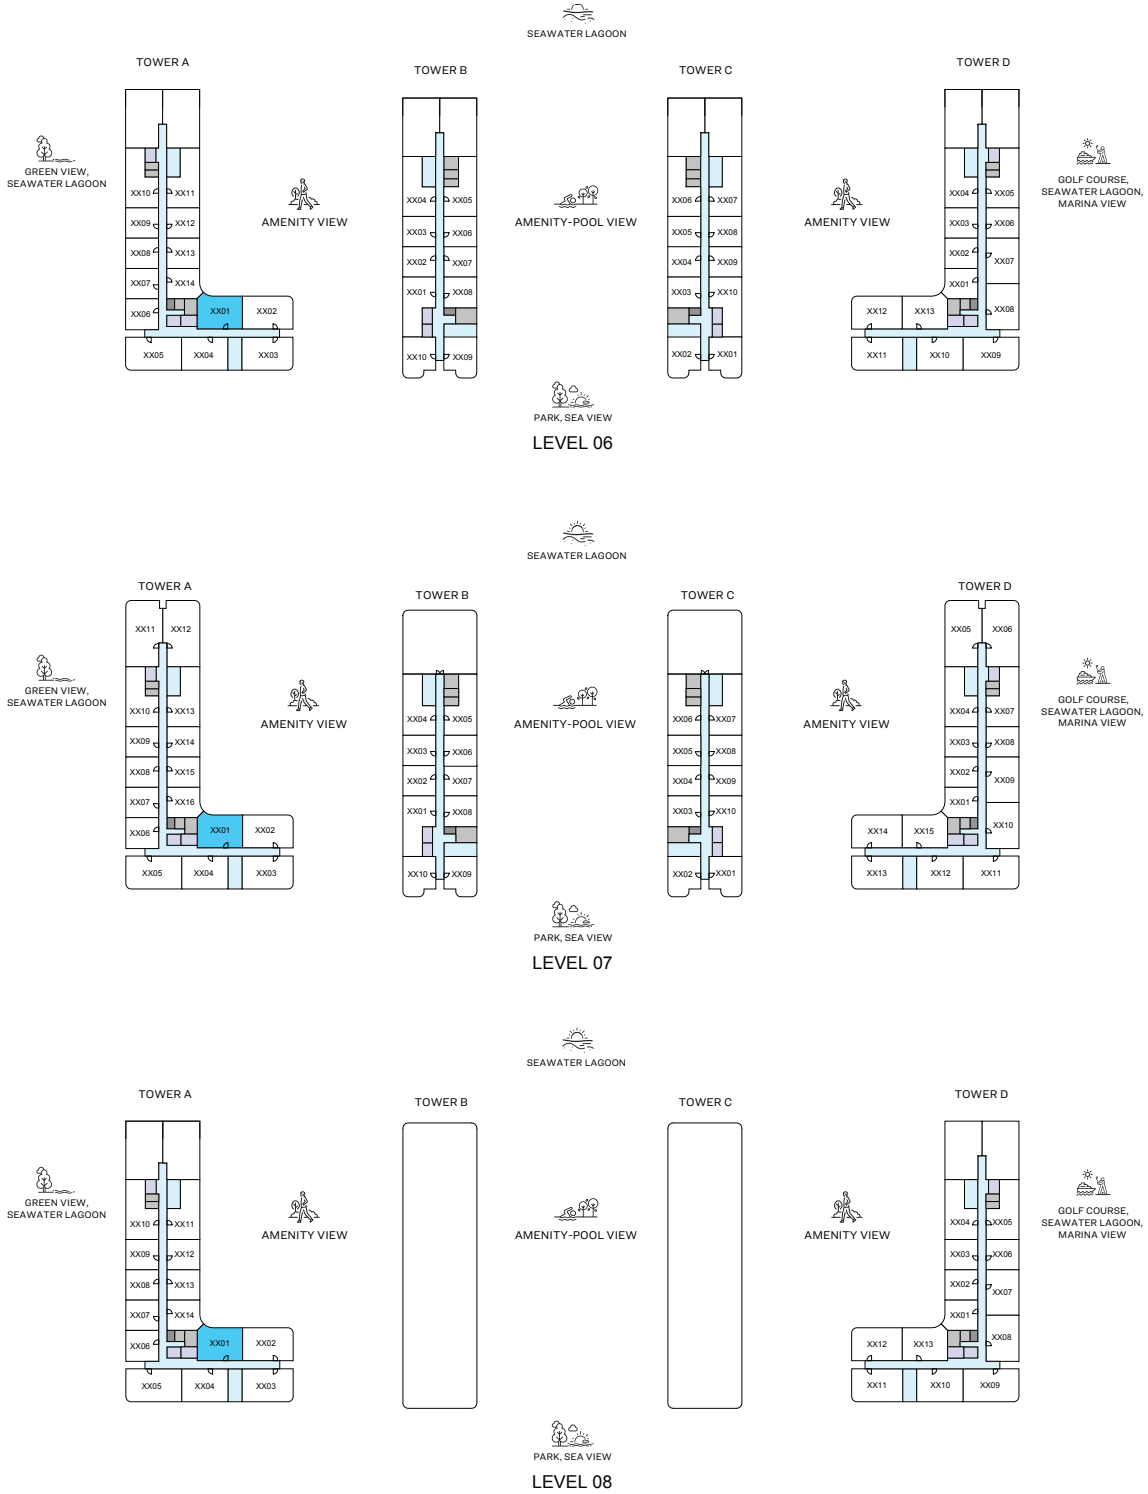 SEAWATER LAGOON
TOWER A
TOWER B
TOWER C
TOWER D
GREEN VIEW,
SEAWATER LAGOON
AMENITY VIEW
AMENITY-POOL VIEW
AMENITY VIEW
GOLF COURSE,
SEAWATER LAGOON,
MARINA VIEW
XX10 XX11
XX09 XX12
XX08 XX13
XX07 XX14
XX06 XX01 XX02
XX05 XX04 XX03
XX04 XX05
XX03 XX06
XX02 XX07
XX01 XX08
XX10 XX09
XX06 XX07
XX05 XX08
XX04 XX09
XX03 XX10
XX02 XX01
XX04 XX05
XX03 XX06
XX02 XX07
XX01
XX12 XX13 XX08
XX11 XX10 XX09
PARK, SEA VIEW
LEVEL 06
SEAWATER LAGOON
TOWER A
TOWER B
TOWER C
TOWER D
GREEN VIEW,
SEAWATER LAGOON
AMENITY VIEW
AMENITY-POOL VIEW
AMENITY VIEW
GOLF COURSE,
SEAWATER LAGOON,
MARINA VIEW
XX11 XX12
XX10 XX13
XX09 XX14
XX08 XX15
XX07 XX16
XX06 XX01 XX02
XX05 XX04 XX03
XX04 XX05
XX03 XX06
XX02 XX07
XX01 XX08
XX10 XX09
XX06 XX07
XX05 XX08
XX04 XX09
XX03 XX10
XX02 XX01
XX05 XX06
XX04 XX07
XX03 XX08
XX02 XX09
XX01
XX14 XX15 XX10
XX13 XX12 XX11
PARK, SEA VIEW
LEVEL 07
SEAWATER LAGOON
TOWER A
TOWER B
TOWER C
TOWER D
GREEN VIEW,
SEAWATER LAGOON
AMENITY VIEW
AMENITY-POOL VIEW
AMENITY VIEW
GOLF COURSE,
SEAWATER LAGOON,
MARINA VIEW
XX10 XX11
XX09 XX12
XX08 XX13
XX07 XX14
XX06 XX01 XX02
XX05 XX04 XX03
XX04 XX05
XX03 XX06
XX02 XX07
XX01
XX12 XX13 XX08
XX11 XX10 XX09
PARK, SEA VIEW
LEVEL 08